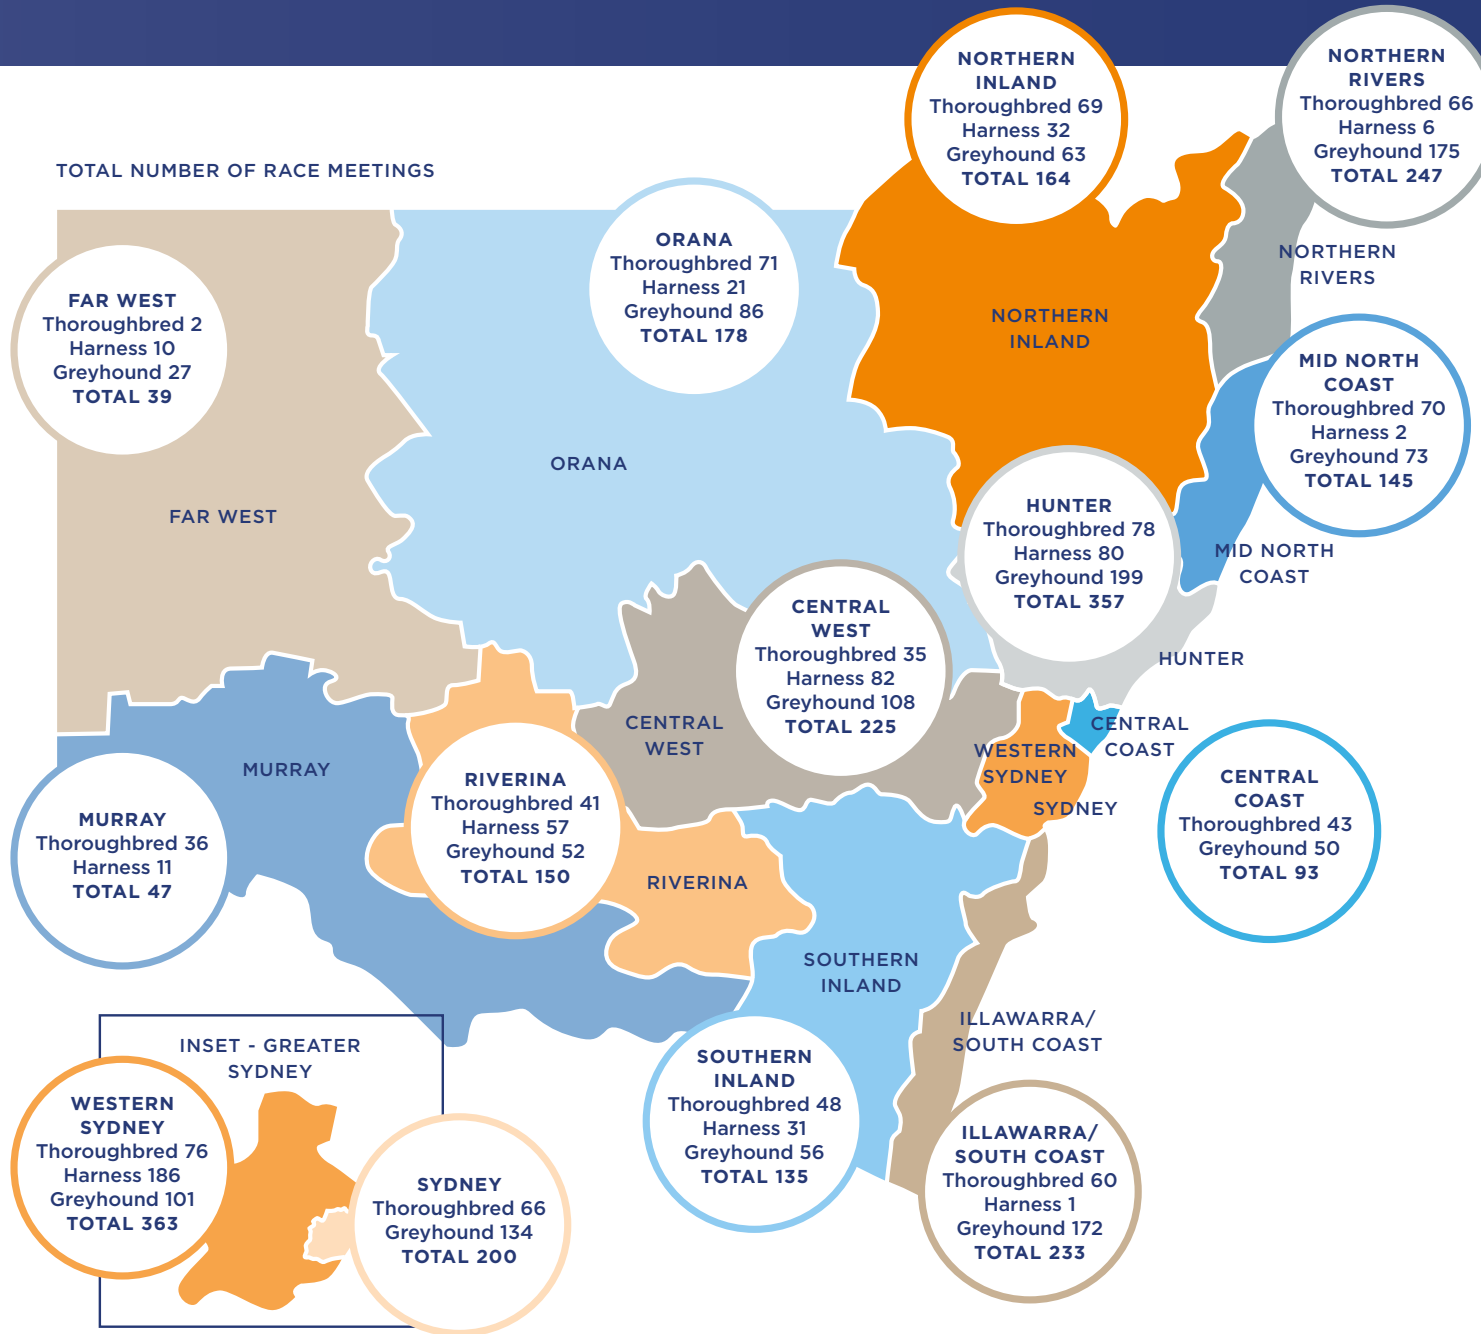 TOTAL NUMBER OF RACE MEETINGS
NORTHERN
INLAND
Thoroughbred 69
Harness 32
Greyhound 63
TOTAL 164
NORTHERN
RIVERS
Thoroughbred 66
Harness 6
Greyhound 175
TOTAL 247
ORANA
Thoroughbred 71
Harness 21
Greyhound 86
TOTAL 178
FAR WEST
Thoroughbred 2
Harness 10
Greyhound 27
TOTAL 39
NORTHERN
RIVERS
NORTHERN
INLAND
MID NORTH
COAST
Thoroughbred 70
Harness 2
Greyhound 73
TOTAL 145
ORANA
FAR WEST
HUNTER
Thoroughbred 78
Harness 80
Greyhound 199
TOTAL 357
MID NORTH
COAST
CENTRAL
WEST
Thoroughbred 35
Harness 82
Greyhound 108
TOTAL 225
HUNTER
CENTRAL
WEST
CENTRAL
COAST
WESTERN
SYDNEY
SYDNEY
MURRAY
RIVERINA
Thoroughbred 41
Harness 57
Greyhound 52
TOTAL 150
CENTRAL
COAST
Thoroughbred 43
Greyhound 50
TOTAL 93
MURRAY
Thoroughbred 36
Harness 11
TOTAL 47
RIVERINA
SOUTHERN
INLAND
ILLAWARRA/
SOUTH COAST
INSET - GREATER
SYDNEY
SOUTHERN
INLAND
Thoroughbred 48
Harness 31
Greyhound 56
TOTAL 135
WESTERN
SYDNEY
Thoroughbred 76
Harness 186
Greyhound 101
TOTAL 363
SYDNEY
Thoroughbred 66
Greyhound 134
TOTAL 200
ILLAWARRA/
SOUTH COAST
Thoroughbred 60
Harness 1
Greyhound 172
TOTAL 233